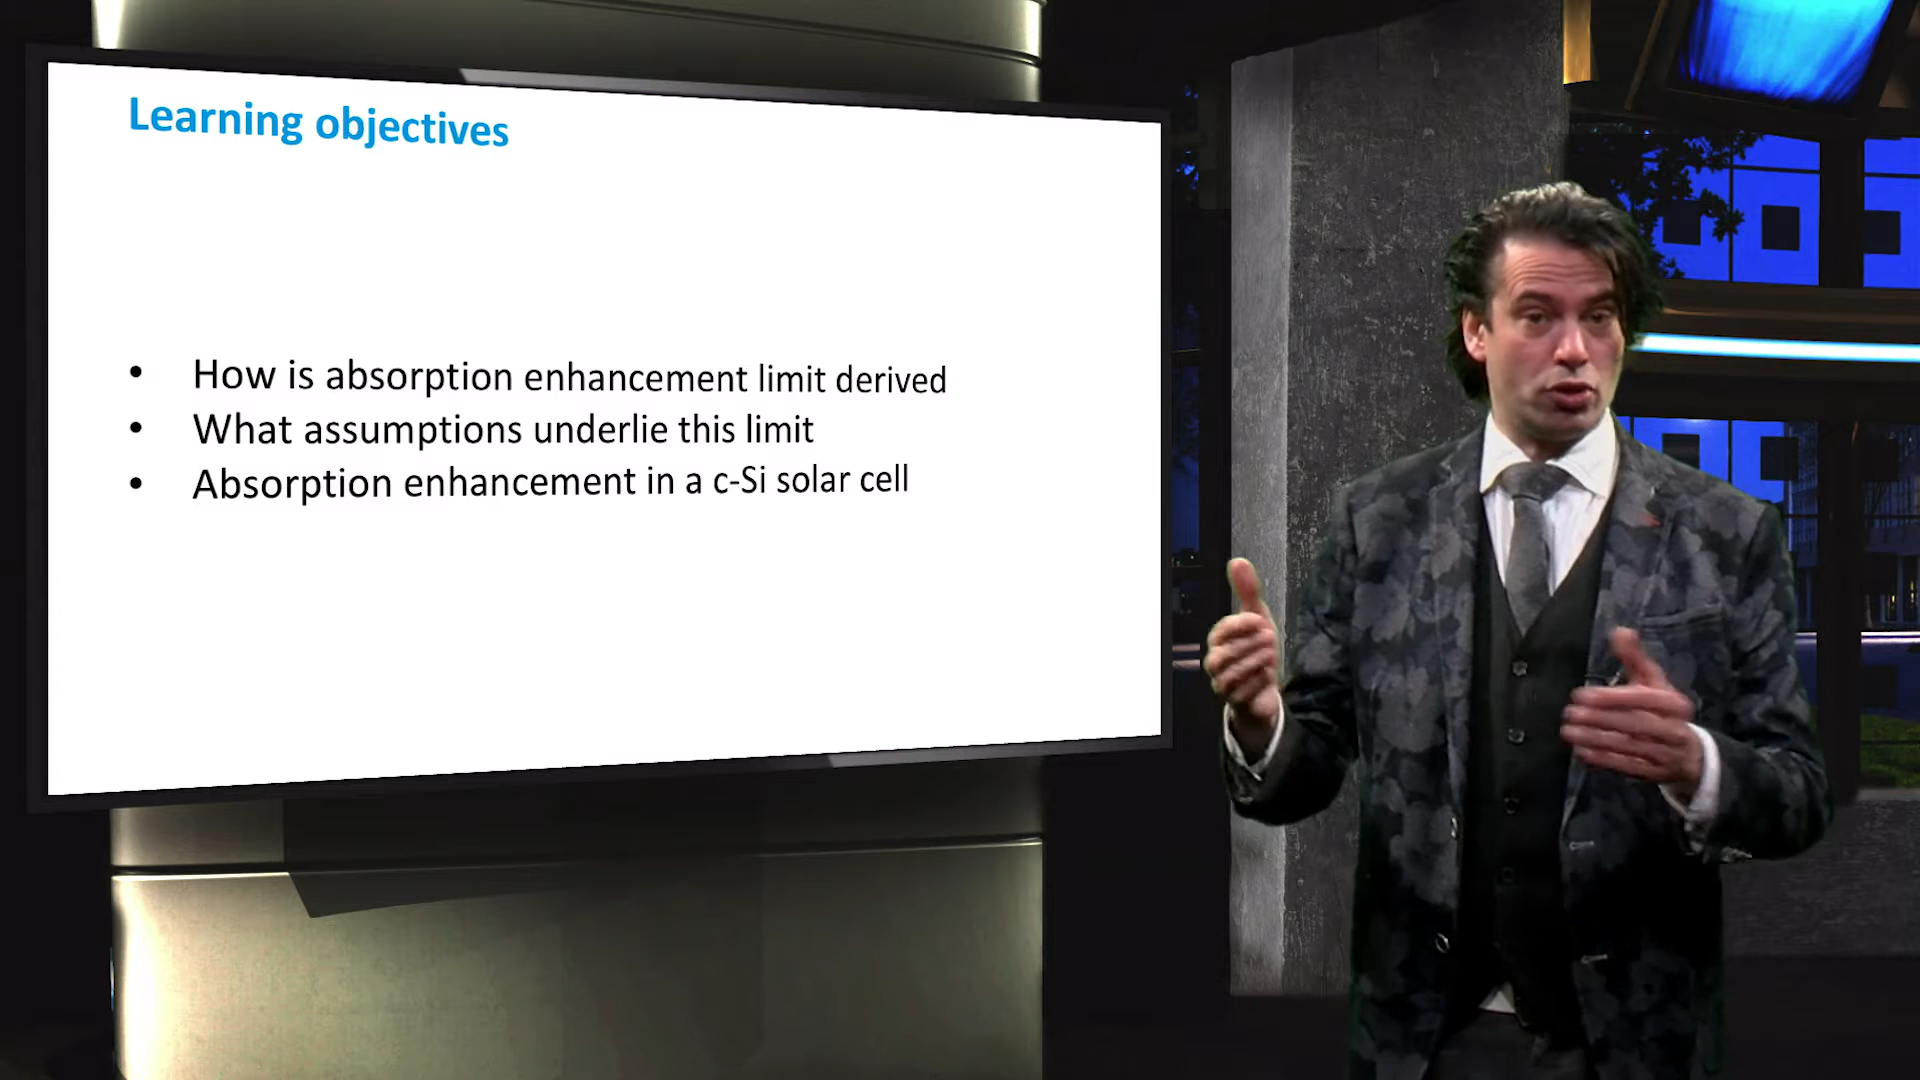 Learning objectives
• How is absorption enhancement limit derived
• What assumptions underlie this limit
• Absorption enhancement in a c-Si solar cell